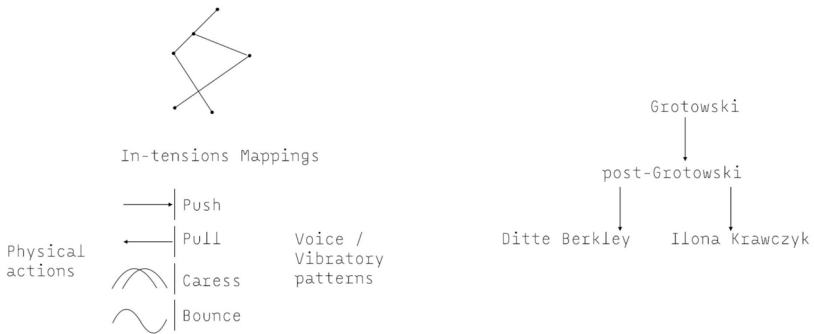 In-tensions Mappings
Push
Pull
Caress
Bounce
Physical
actions
Voice /
Vibratory
patterns
Grotowski
post-Grotowski
Ditte Berkley
Ilona Krawczyk